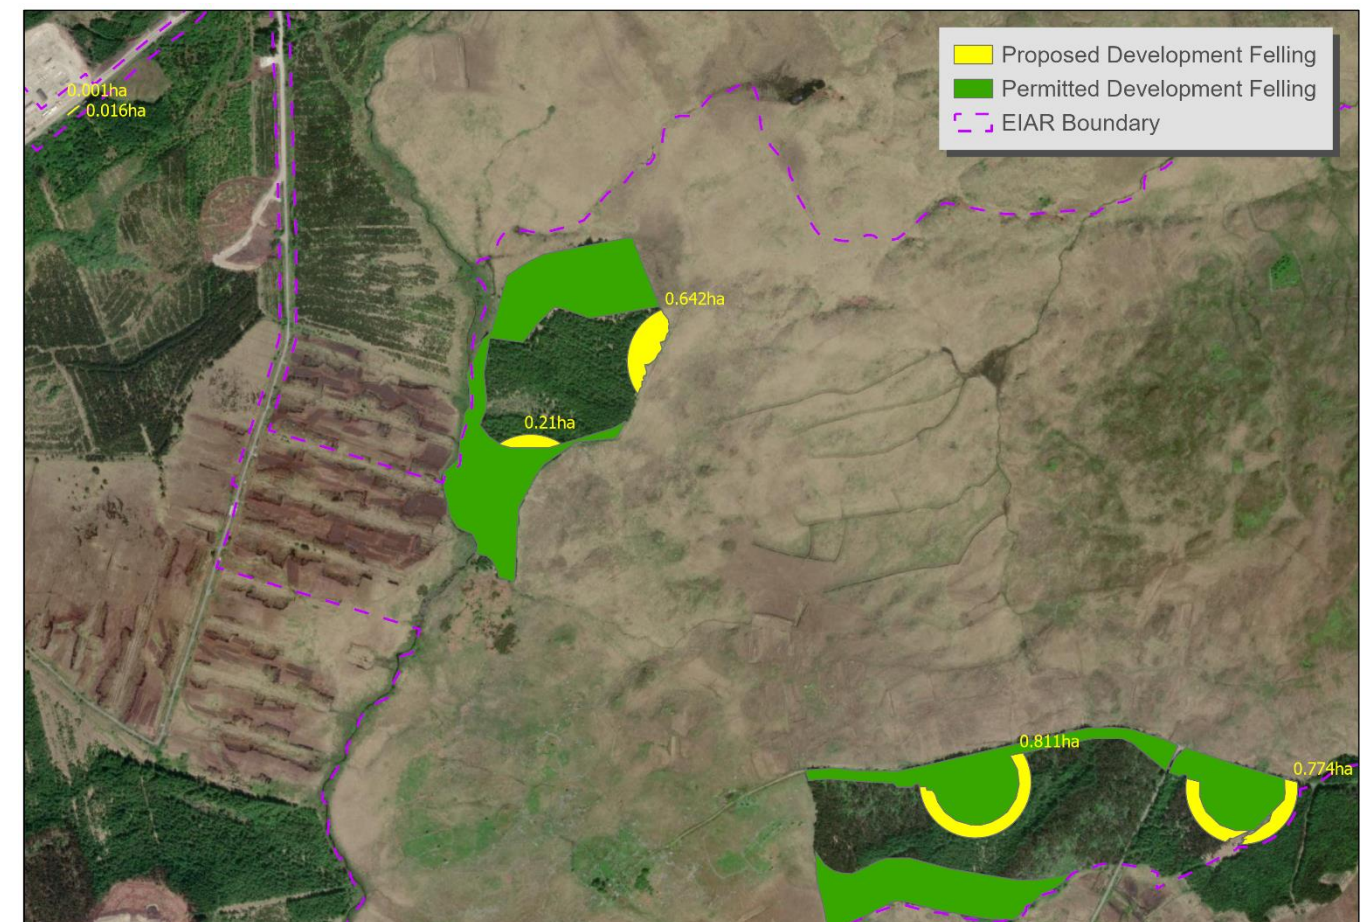 Proposed Development Felling
Permitted Development Felling
EIAR Boundary
0.001ha
0.016ha
0.642ha
0.21ha
0.811ha
0.774ha